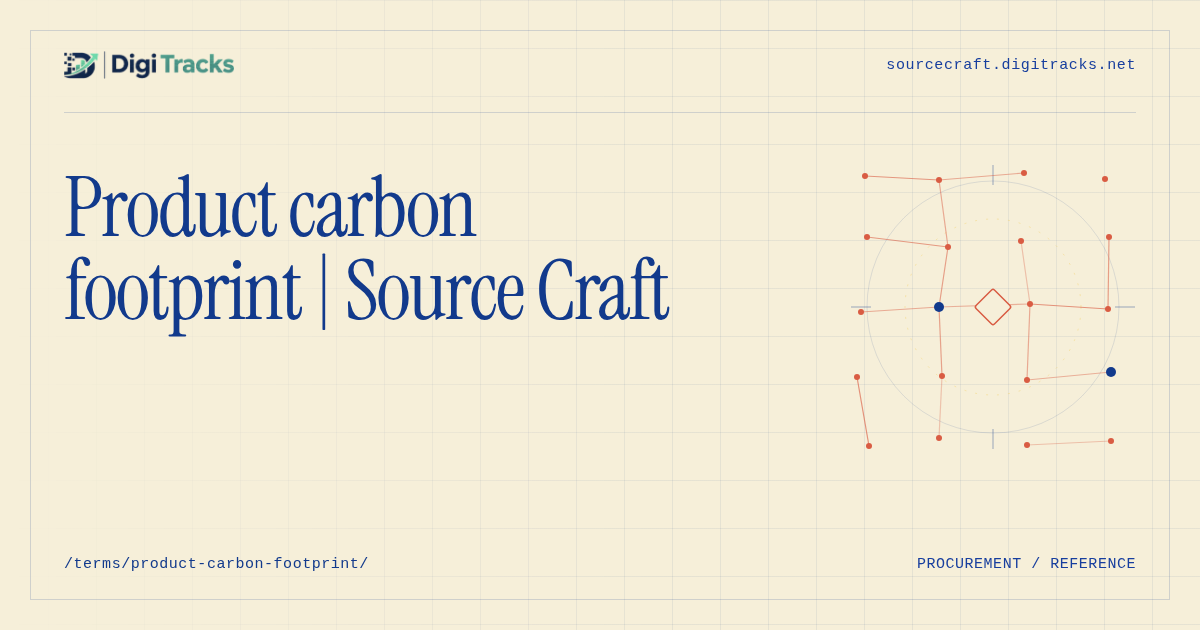 Digi Tracks
sourcecraft.digitracks.net
Product carbon
footprint | Source Craft
/terms/product-carbon-footprint/
PROCUREMENT / REFERENCE